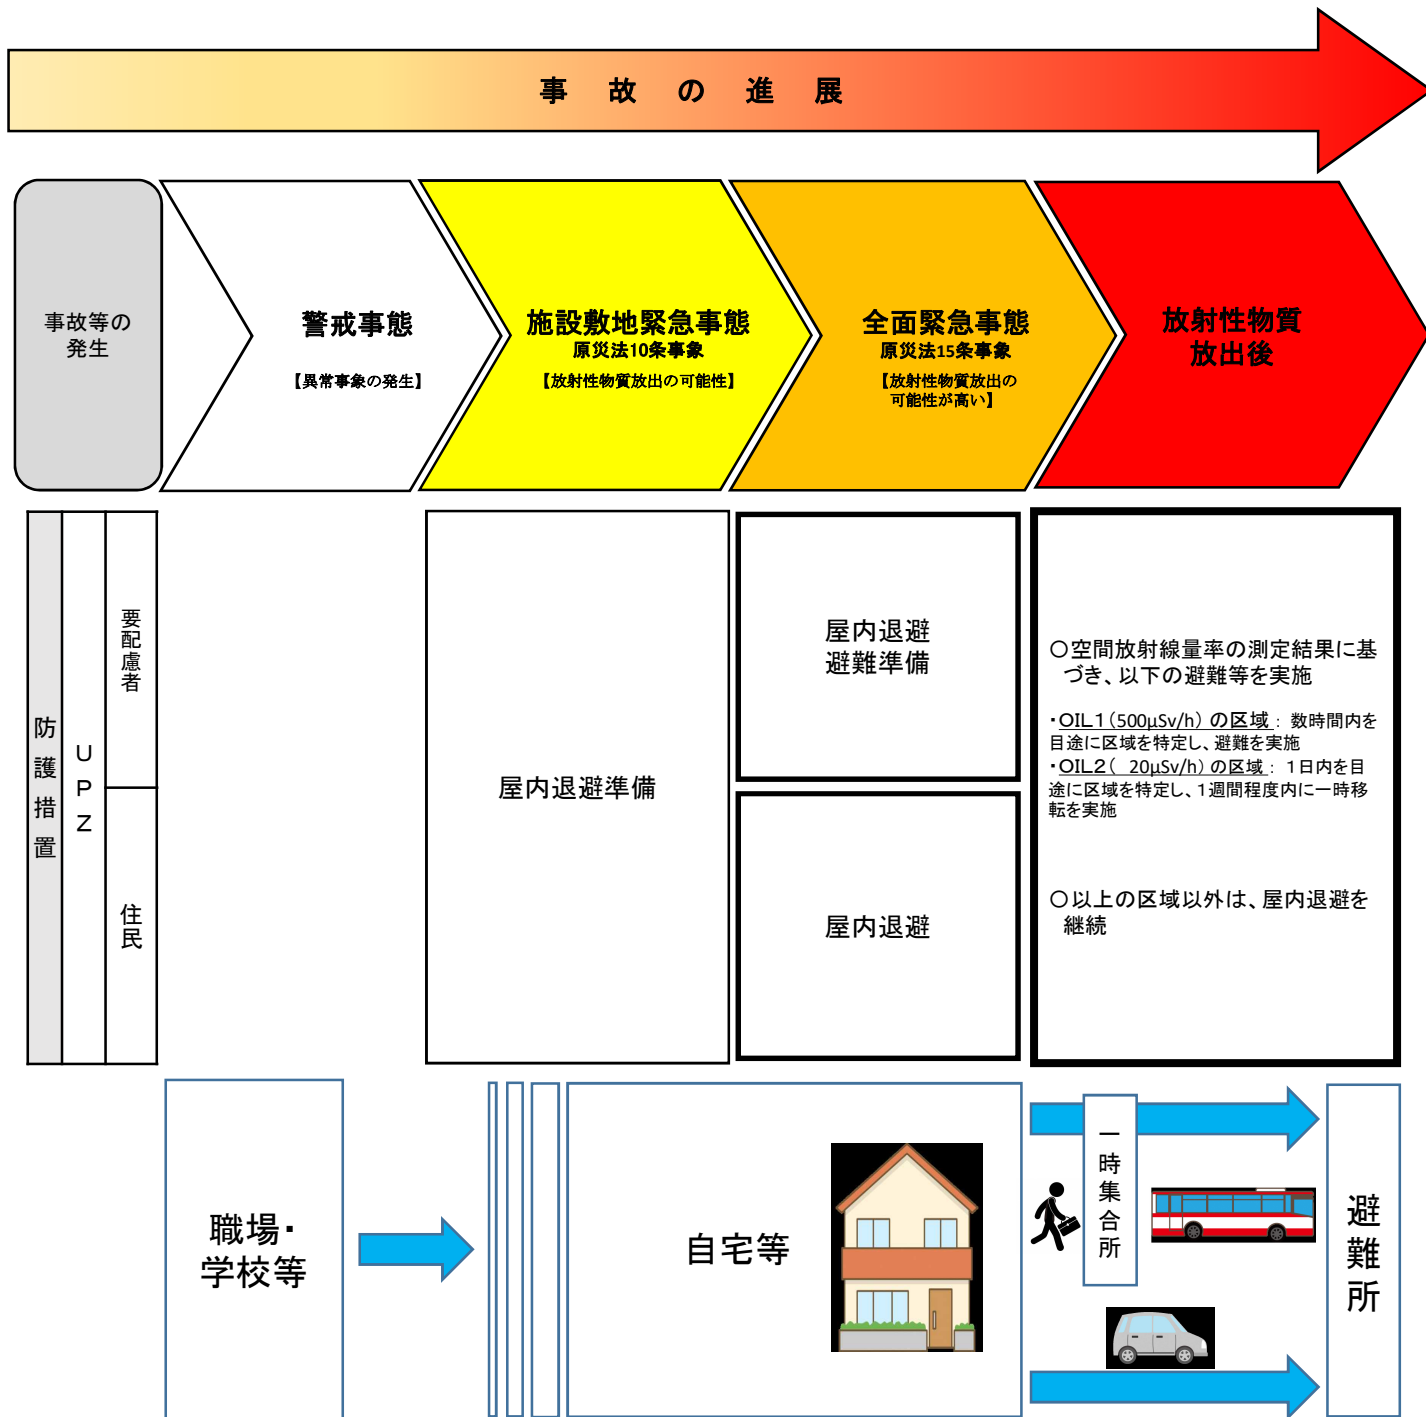 事故の進展
事故等の
発生
警戒事態
【異常事象の発生】
施設敷地緊急事態
原災法10条事象
【放射性物質放出の可能性】
全面緊急事態
原災法15条事象
【放射性物質放出の
可能性が高い】
放射性物質
放出後
防護措置
UPZ
要配慮者
住民
屋内退避準備
屋内退避
避難準備
屋内退避
○空間放射線量率の測定結果に基
づき、以下の避難等を実施
・OIL1(500μSv/h)の区域：数時間内を
目途に区域を特定し、避難を実施
・OIL2( 20μSv/h)の区域：1日内を目
途に区域を特定し、1週間程度内に一時移
転を実施
○以上の区域以外は、屋内退避を
継続
職場・
学校等
自宅等
一時集合所
避難所